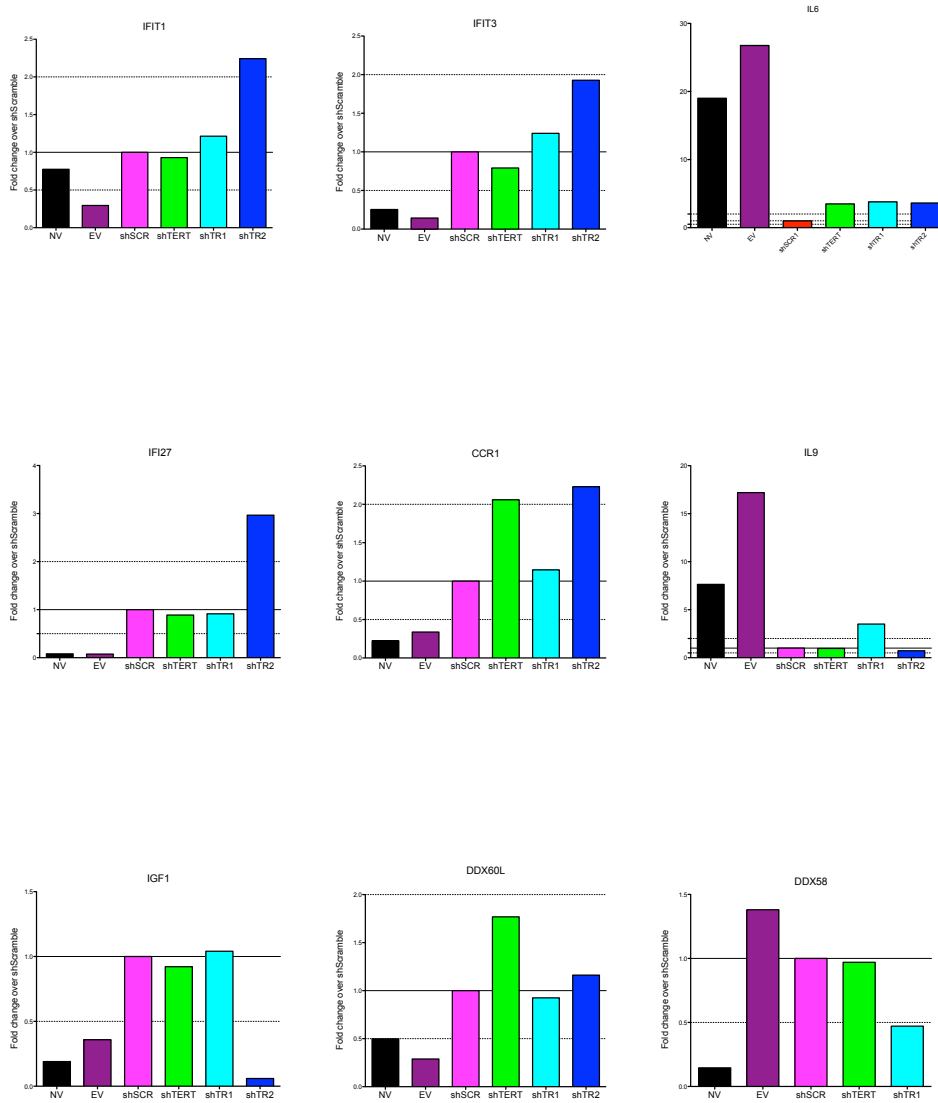 IFIT1
Fold change over shScramble
2.5
2.0
1.5
1.0
0.5
0.0
NV EV shSCR shTERT shTR1 shTR2
IFIT3
Fold change over shScramble
2.5
2.0
1.5
1.0
0.5
0.0
NV EV shSCR shTERT shTR1 shTR2
IL6
Fold change over shScramble
30
20
10
0
NV EV shSCR1 shTERT shTR1 shTR2
IFI27
Fold change over shScramble
4
3
2
1
0
NV EV shSCR shTERT shTR1 shTR2
CCR1
Fold change over shScramble
2.5
2.0
1.5
1.0
0.5
0.0
NV EV shSCR shTERT shTR1 shTR2
IL9
Fold change over shScramble
20
15
10
5
0
NV EV shSCR shTERT shTR1 shTR2
IGF1
Fold change over shScramble
1.5
1.0
0.5
0.0
NV EV shSCR shTERT shTR1 shTR2
DDX60L
Fold change over shScramble
2.0
1.5
1.0
0.5
0.0
NV EV shSCR shTERT shTR1 shTR2
DDX58
Fold change over shScramble
1.5
1.0
0.5
0.0
NV EV shSCR shTERT shTR1